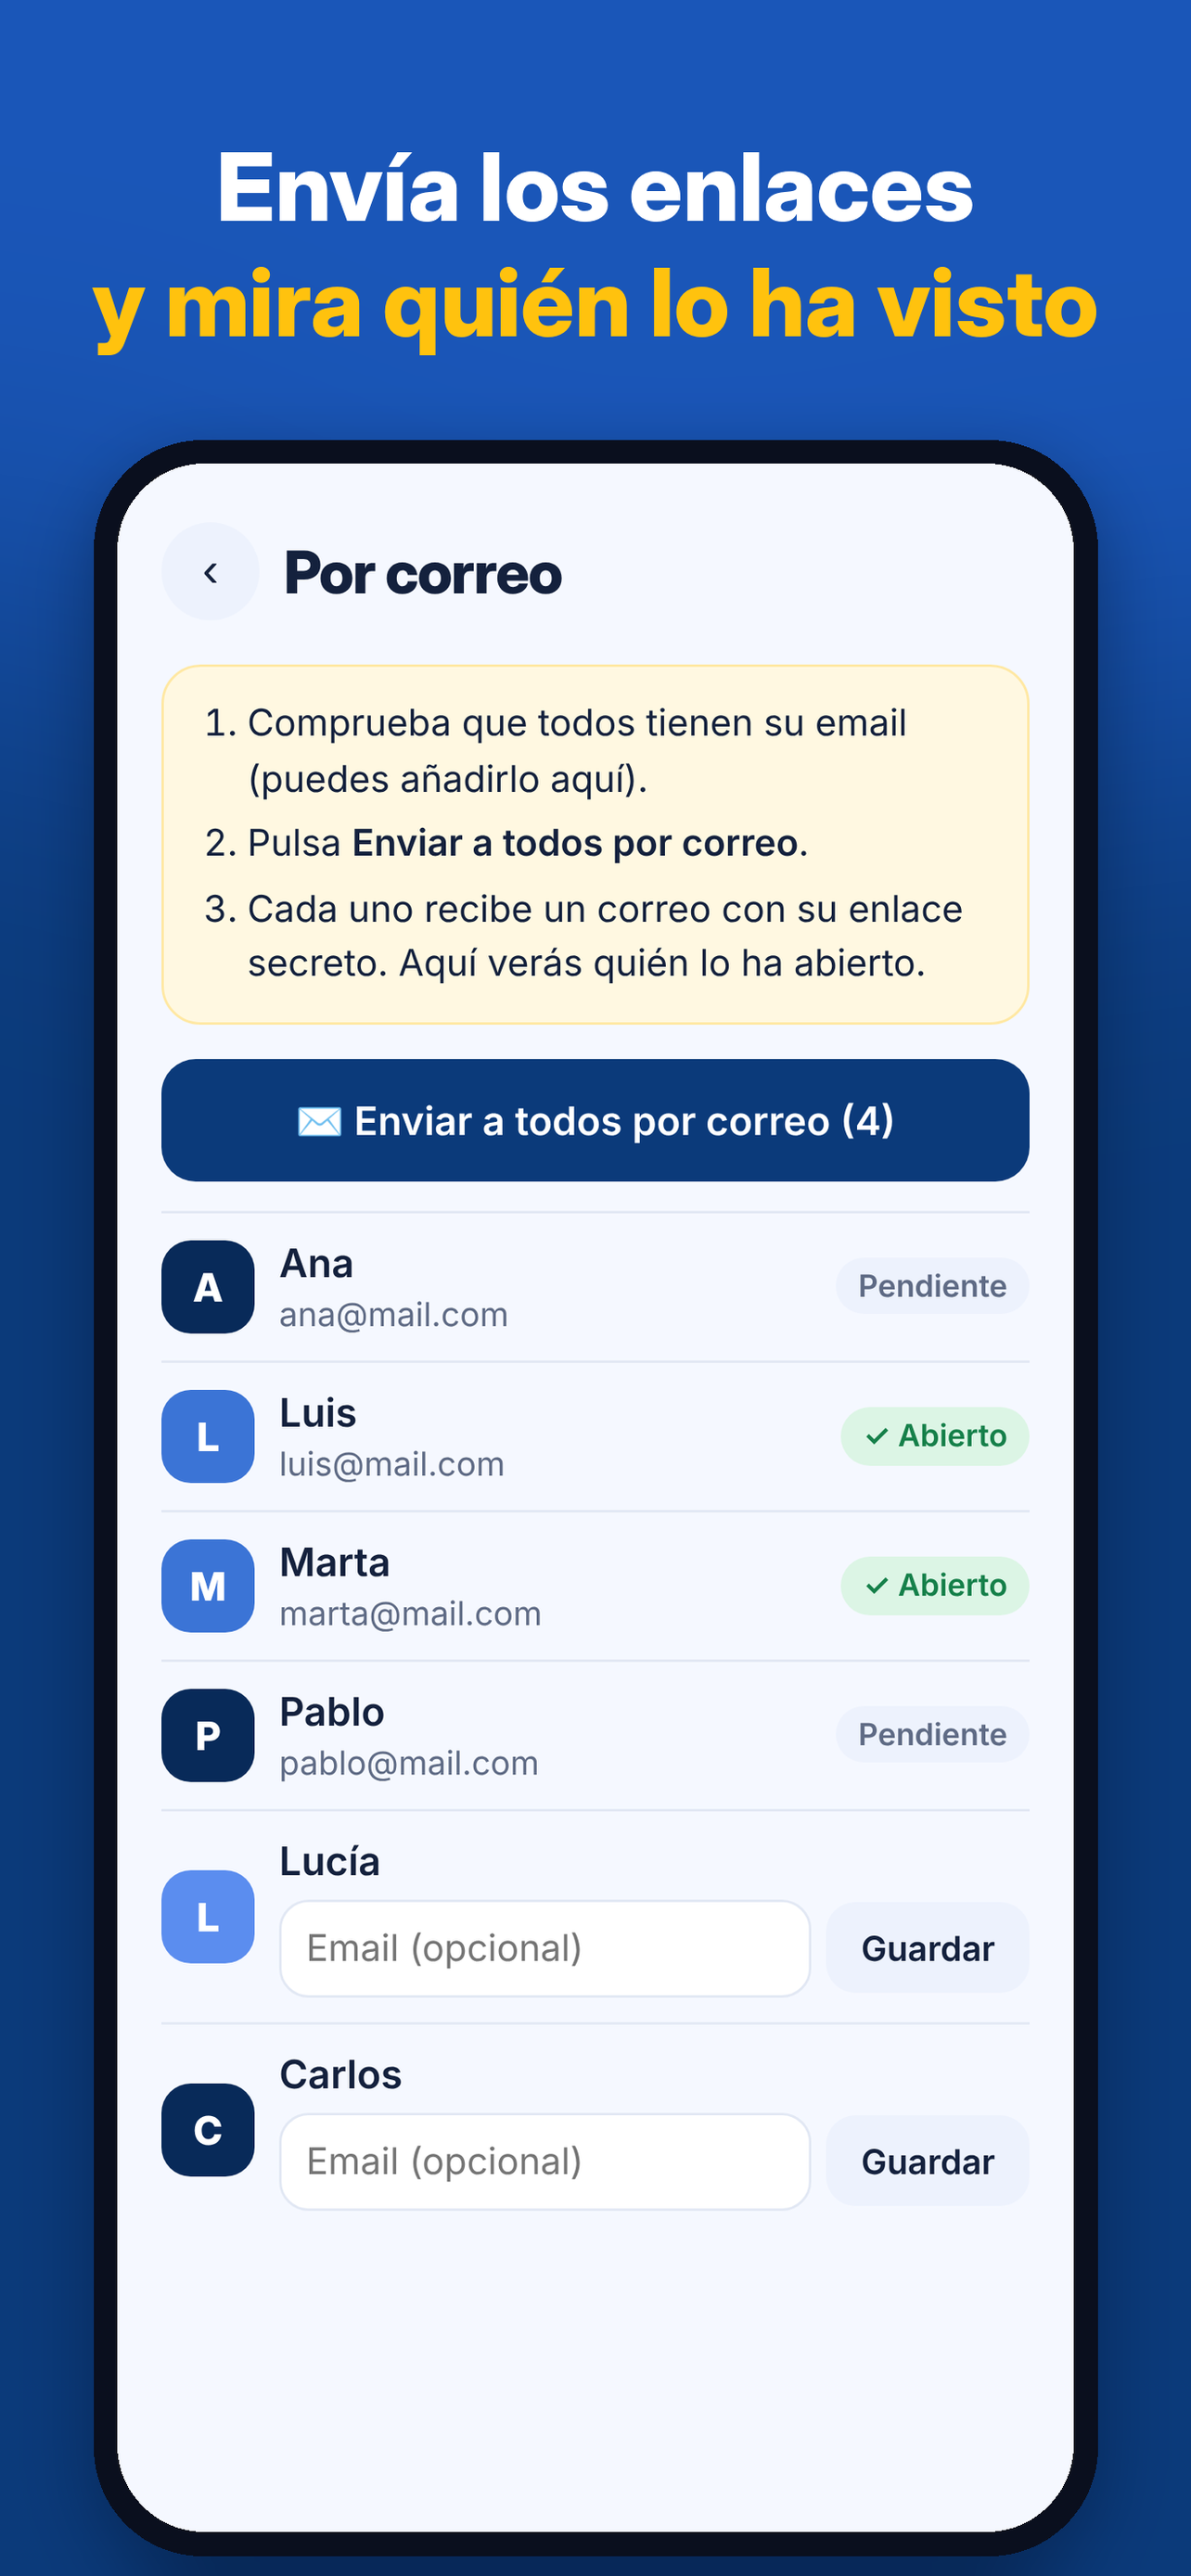 Envía los enlaces
y mira quién lo ha visto
‹ Por correo
1. Comprueba que todos tienen su email
(puedes añadirlo aquí).
2. Pulsa Enviar a todos por correo.
3. Cada uno recibe un correo con su enlace
secreto. Aquí verás quién lo ha abierto.
✉️ Enviar a todos por correo (4)
A
Ana
ana@mail.com
Pendiente
L
Luis
luis@mail.com
✓ Abierto
M
Marta
marta@mail.com
✓ Abierto
P
Pablo
pablo@mail.com
Pendiente
L
Lucía
Email (opcional)
Guardar
C
Carlos
Email (opcional)
Guardar